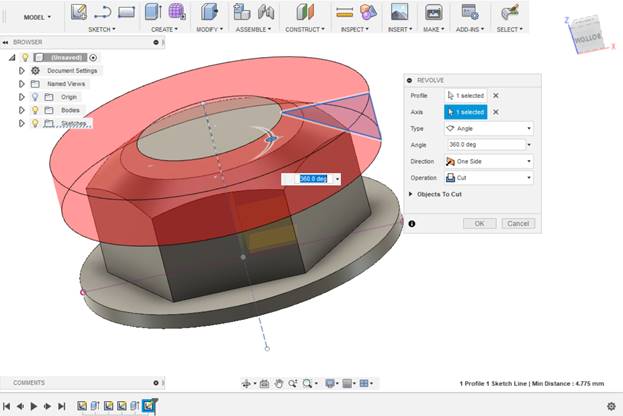 MODEL
SKETCH
CREATE
MODIFY
ASSEMBLE
CONSTRUCT
INSPECT
INSERT
MAKE
ADD-INS
SELECT
Z
BOTTOM
X
BROWSER
(Unsaved)
Document Settings
Named Views
Origin
Bodies
Sketches
REVOLVE
Profile 1 selected
Axis 1 selected
Type Angle
Angle 360.0 deg
Direction One Side
Operation Cut
Objects To Cut
OK Cancel
360.0 deg
COMMENTS
1 Profile 1 Sketch Line | Min Distance : 4.775 mm